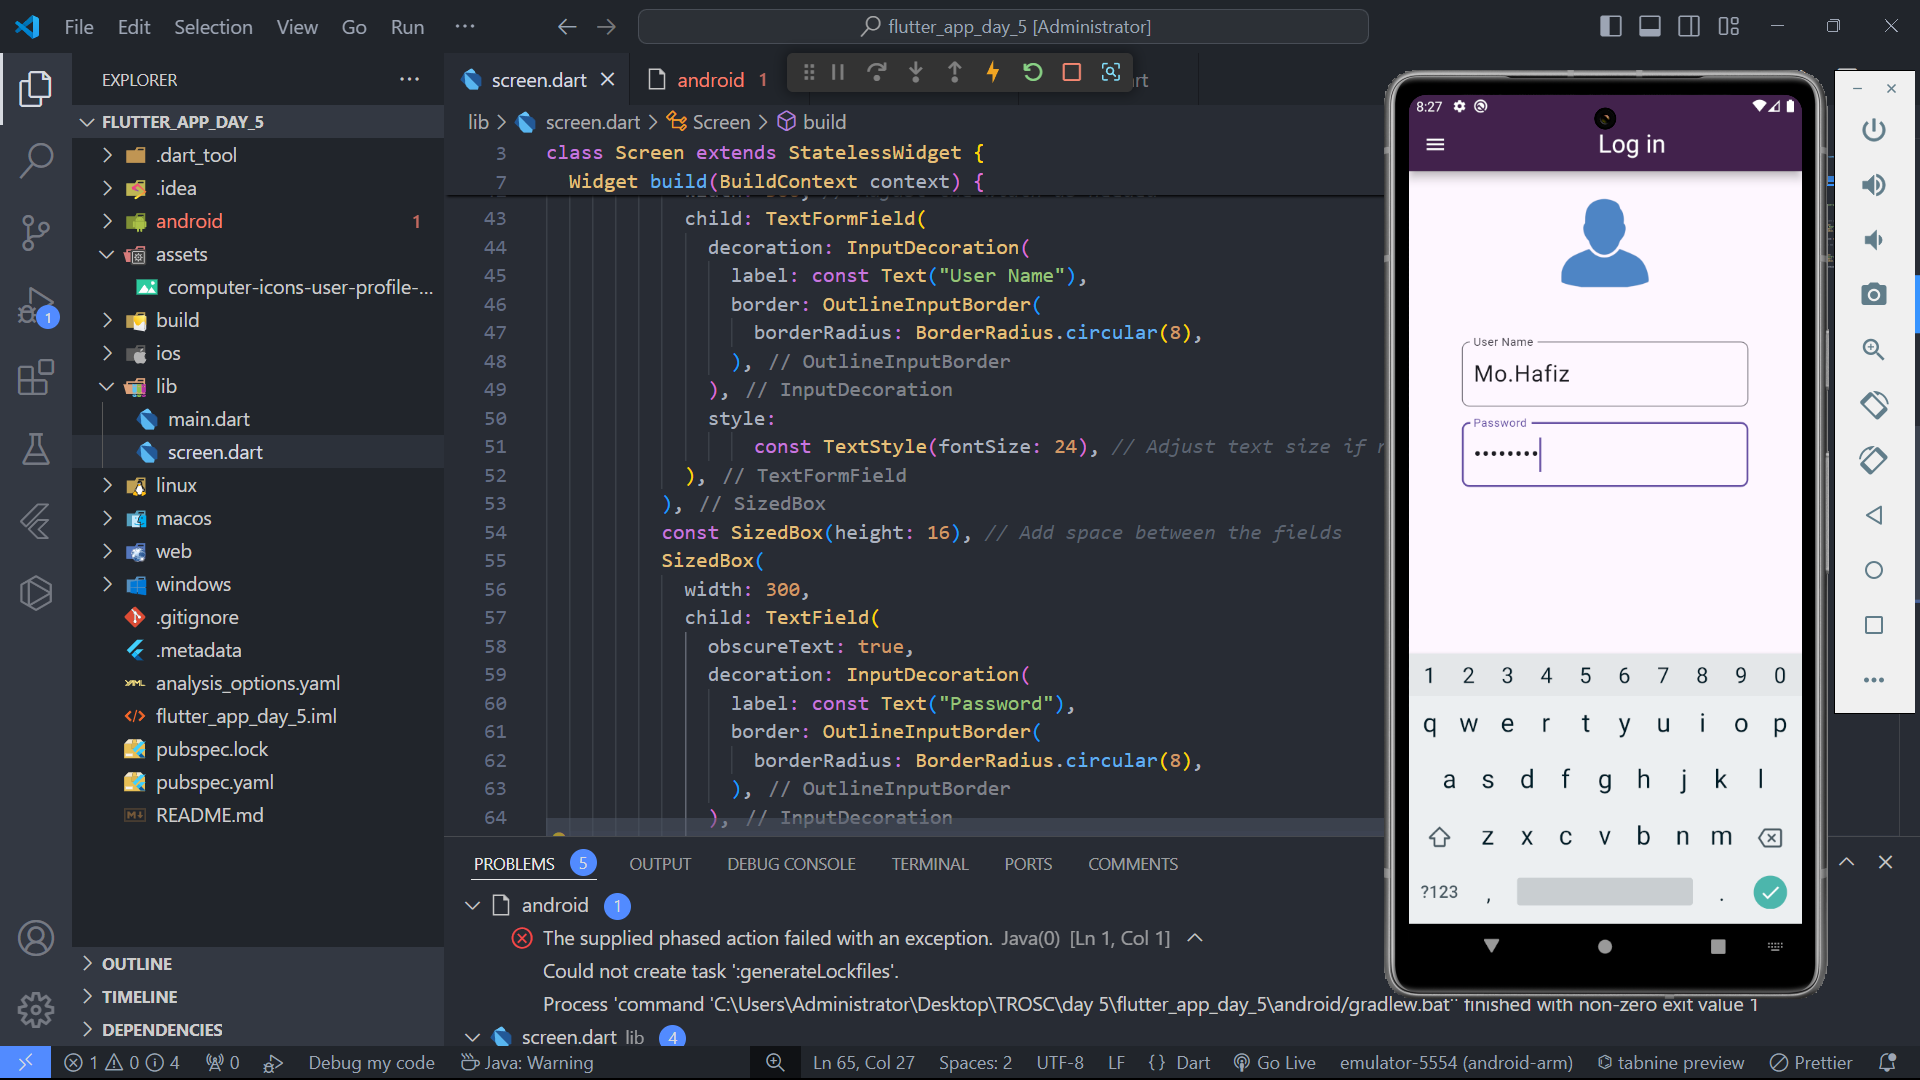 File Edit Selection View Go Run ···
flutter_app_day_5 [Administrator]
EXPLORER
FLUTTER_APP_DAY_5
.dart_tool
.idea
android 1
assets
computer-icons-user-profile-...
build
ios
lib
main.dart
screen.dart
linux
macos
web
windows
.gitignore
.metadata
analysis_options.yaml
flutter_app_day_5.iml
pubspec.lock
pubspec.yaml
README.md
OUTLINE
TIMELINE
DEPENDENCIES
1
screen.dart
android 1
lib > screen.dart > Screen > build
3 class Screen extends StatelessWidget {
7 Widget build(BuildContext context) {
43 child: TextFormField(
44 decoration: InputDecoration(
45 label: const Text("User Name"),
46 border: OutlineInputBorder(
47 borderRadius: BorderRadius.circular(8),
48 ), // OutlineInputBorder
49 ), // InputDecoration
50 style:
51 const TextStyle(fontSize: 24), // Adjust text size if
52 ), // TextFormField
53 ), // SizedBox
54 const SizedBox(height: 16), // Add space between the fields
55 SizedBox(
56 width: 300,
57 child: TextField(
58 obscureText: true,
59 decoration: InputDecoration(
60 label: const Text("Password"),
61 border: OutlineInputBorder(
62 borderRadius: BorderRadius.circular(8),
63 ), // OutlineInputBorder
64 ), // InputDecoration
PROBLEMS 5 OUTPUT DEBUG CONSOLE TERMINAL PORTS COMMENTS
android 1
The supplied phased action failed with an exception. Java(0) [Ln 1, Col 1]
Could not create task ':generateLockfiles'.
Process 'command 'C:\Users\Administrator\Desktop\TROSC\day 5\flutter_app_day_5\android/gradlew.bat'' finished with non-zero exit value 1
screen.dart lib 4
1 0 4 0 Debug my code Java: Warning Ln 65, Col 27 Spaces: 2 UTF-8 LF {} Dart Go Live emulator-5554 (android-arm) tabnine preview Prettier
8:27
Log in
User Name
Mo.Hafiz
Password
••••••••
1 2 3 4 5 6 7 8 9 0
q w e r t y u i o p
a s d f g h j k l
z x c v b n m
?123 , .